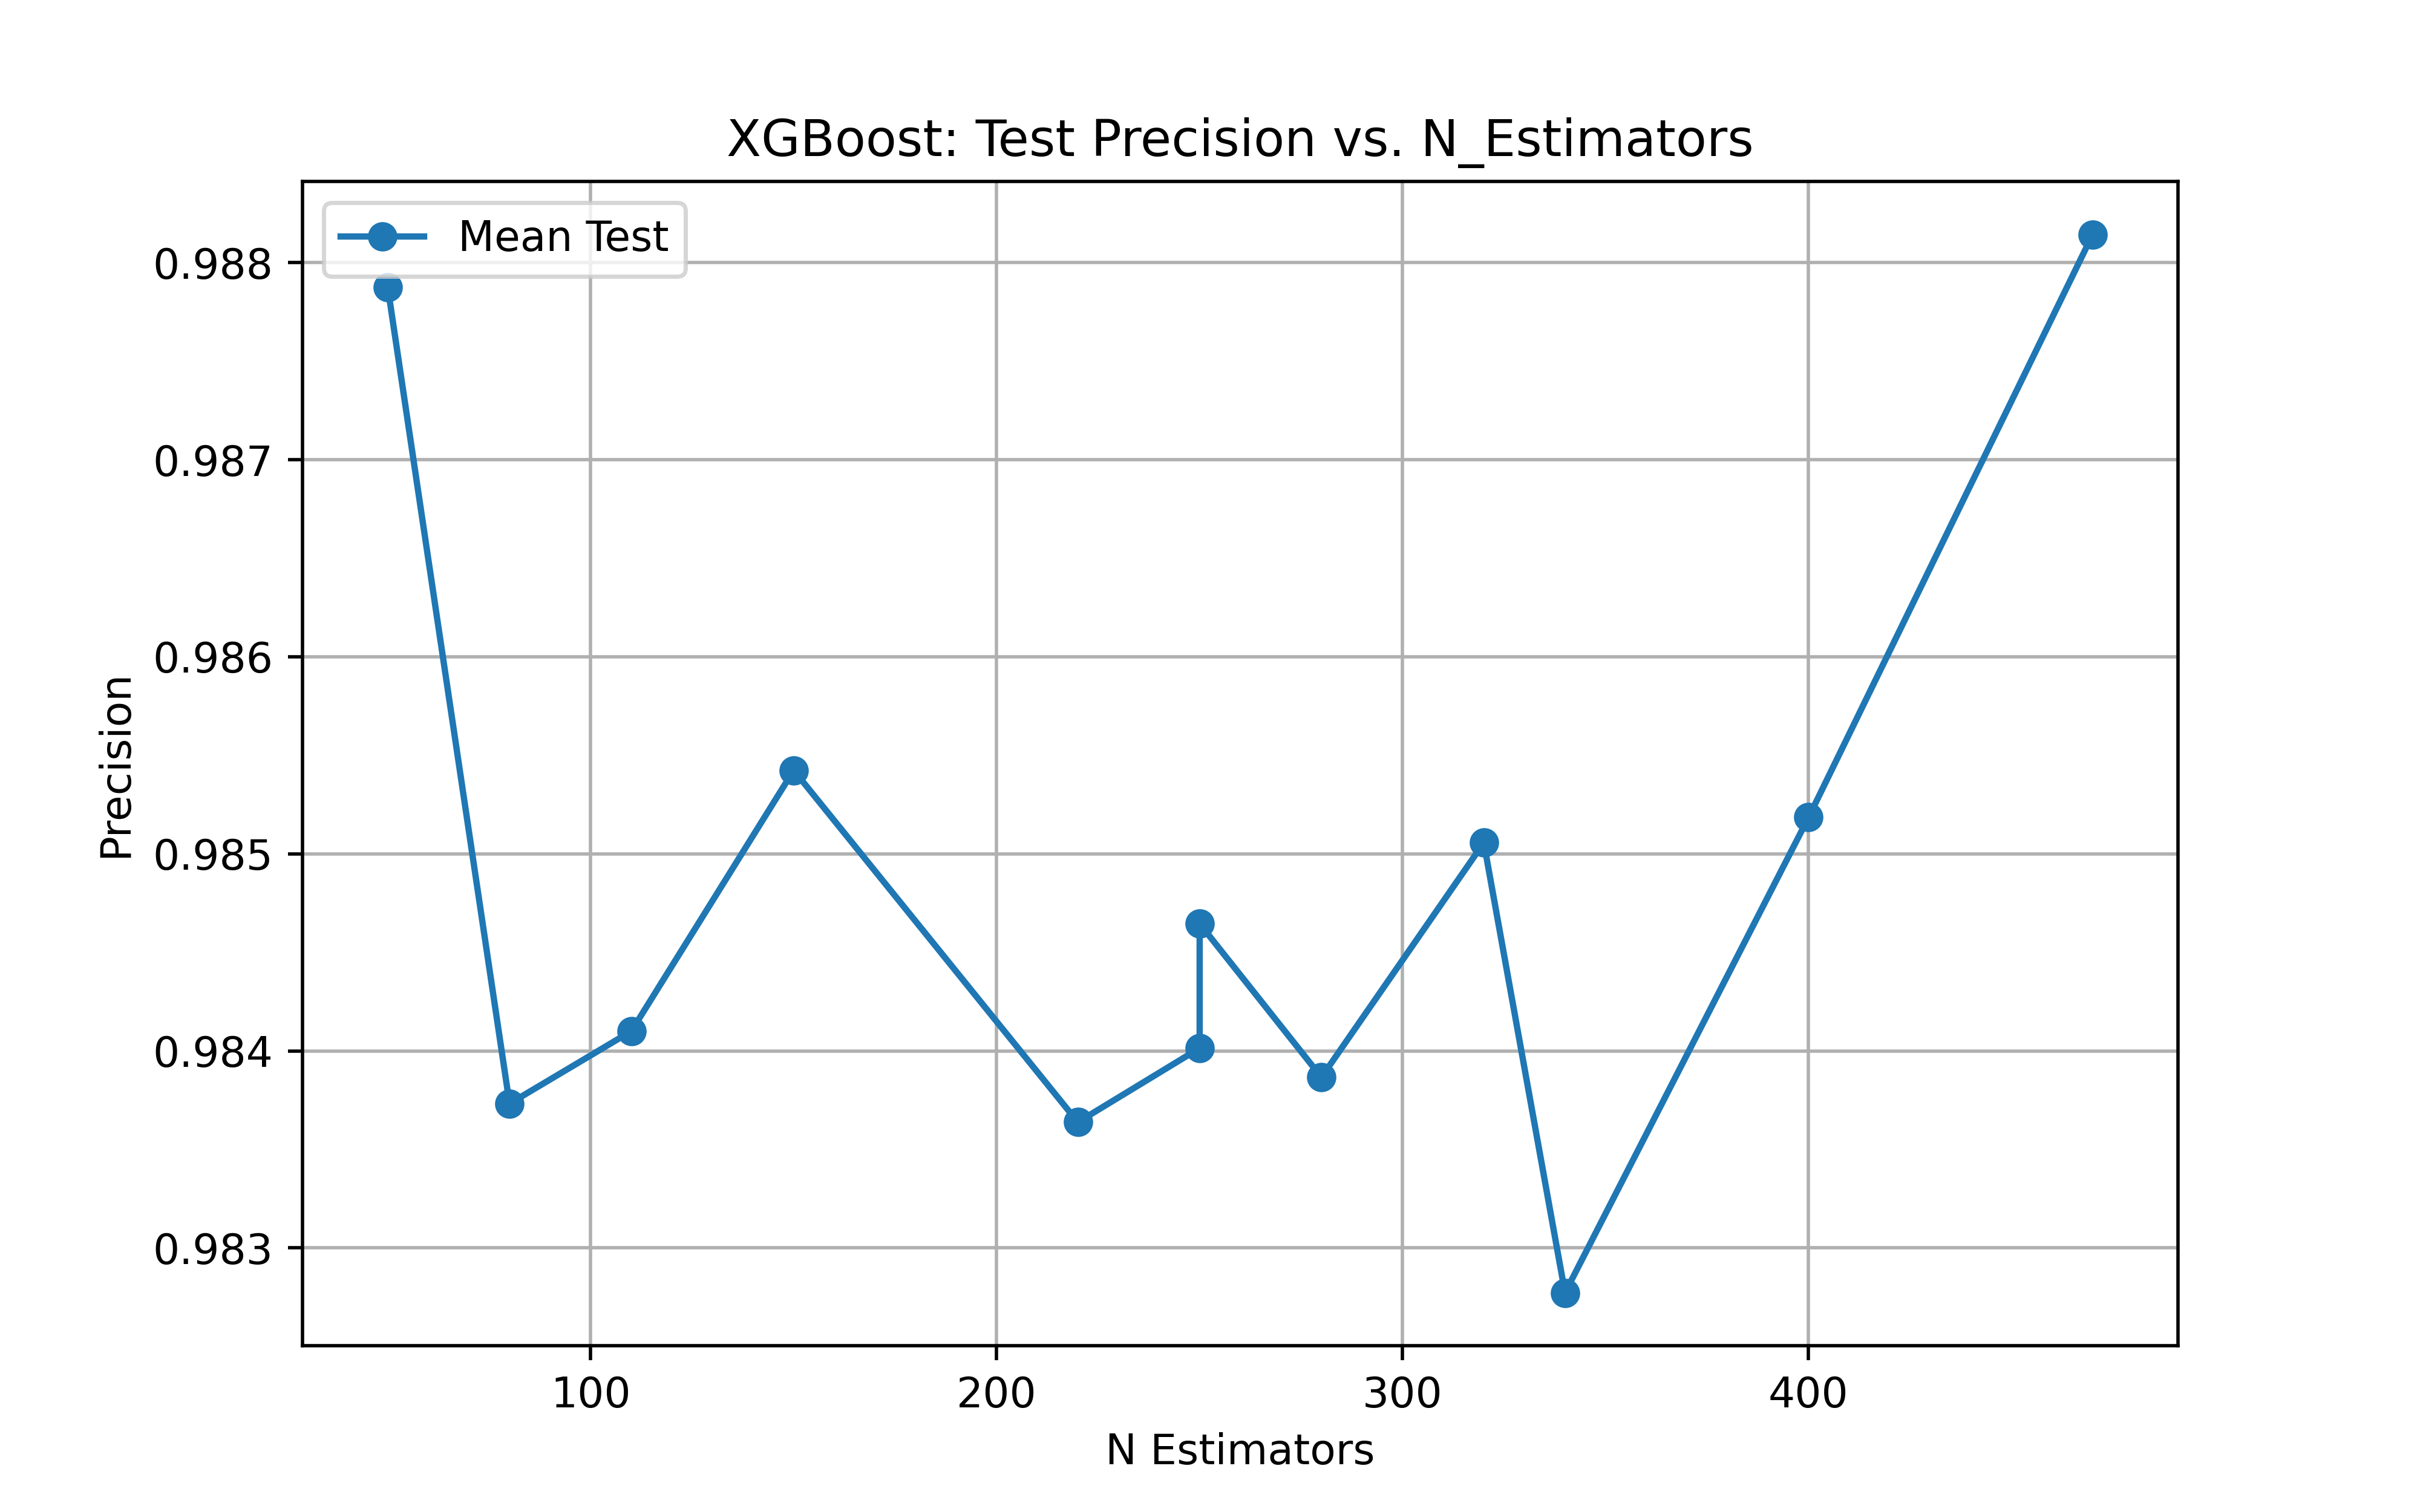 XGBoost: Test Precision vs. N_Estimators
Mean Test
0.988
0.987
0.986
0.985
0.984
0.983
Precision
100 200 300 400
N Estimators